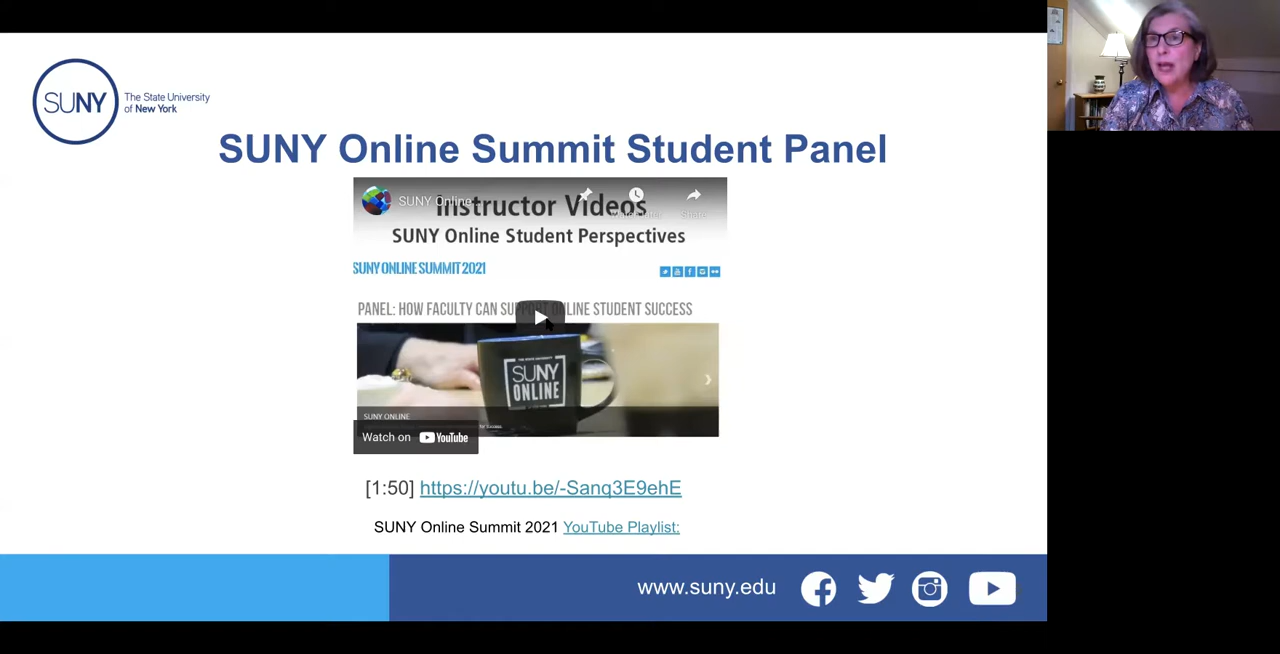 SUNY
The State University
of New York
SUNY Online Summit Student Panel
SUNY Online...
Instructor Videos
SUNY Online Student Perspectives
SUNY ONLINE SUMMIT 2021
PANEL: HOW FACULTY CAN SUPPORT ONLINE STUDENT SUCCESS
SUNY
ONLINE
SUNY ONLINE
Watch on YouTube
[1:50] https://youtu.be/-Sanq3E9ehE
SUNY Online Summit 2021 YouTube Playlist:
www.suny.edu